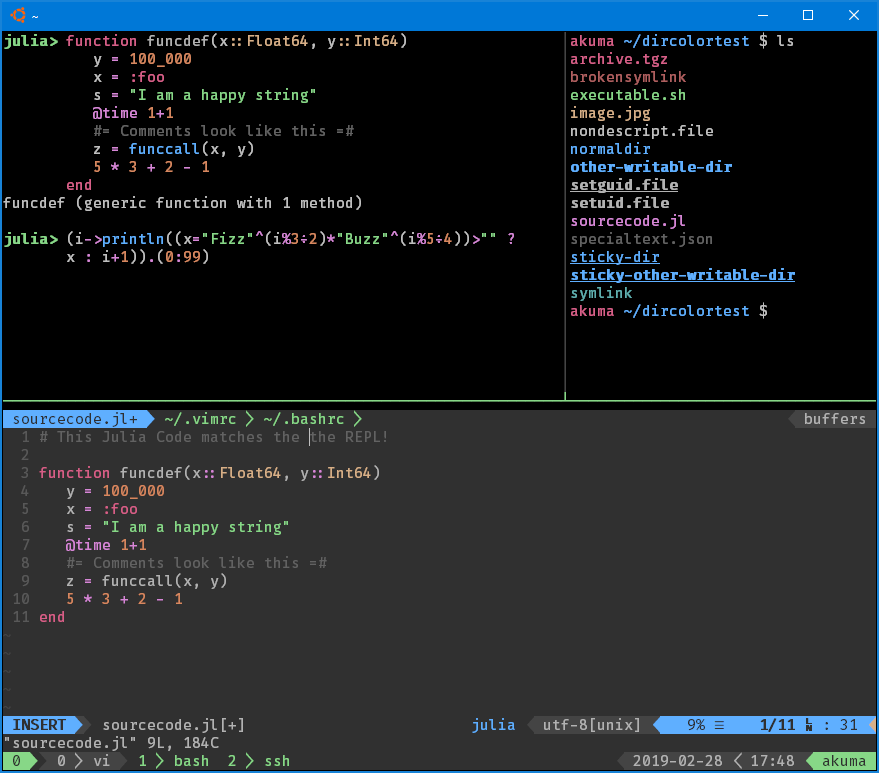 ~
julia> function funcdef(x::Float64, y::Int64)
y = 100_000
x = :foo
s = "I am a happy string"
@time 1+1
#= Comments look like this =#
z = funccall(x, y)
5 * 3 + 2 - 1
end
funcdef (generic function with 1 method)
julia> (i->println((x="Fizz"^(i%3÷2)*"Buzz"^(i%5÷4))>"" ?
x : i+1)).(0:99)
akuma ~/dircolortest $ ls
archive.tgz
brokensymlink
executable.sh
image.jpg
nondescript.file
normaldir
other-writable-dir
setguid.file
setuid.file
sourcecode.jl
specialtext.json
sticky-dir
sticky-other-writable-dir
symlink
akuma ~/dircolortest $
sourcecode.jl+ ~/.vimrc ~/.bashrc buffers
1 # This Julia Code matches the the REPL!
2
3 function funcdef(x::Float64, y::Int64)
4 y = 100_000
5 x = :foo
6 s = "I am a happy string"
7 @time 1+1
8 #= Comments look like this =#
9 z = funccall(x, y)
10 5 * 3 + 2 - 1
11 end
~
~
~
~
~
INSERT sourcecode.jl[+] julia utf-8[unix] 9% ☰ 1/11 ␤ : 31
"sourcecode.jl" 9L, 184C
0 0 vi 1 bash 2 ssh 2019-02-28 17:48 akuma